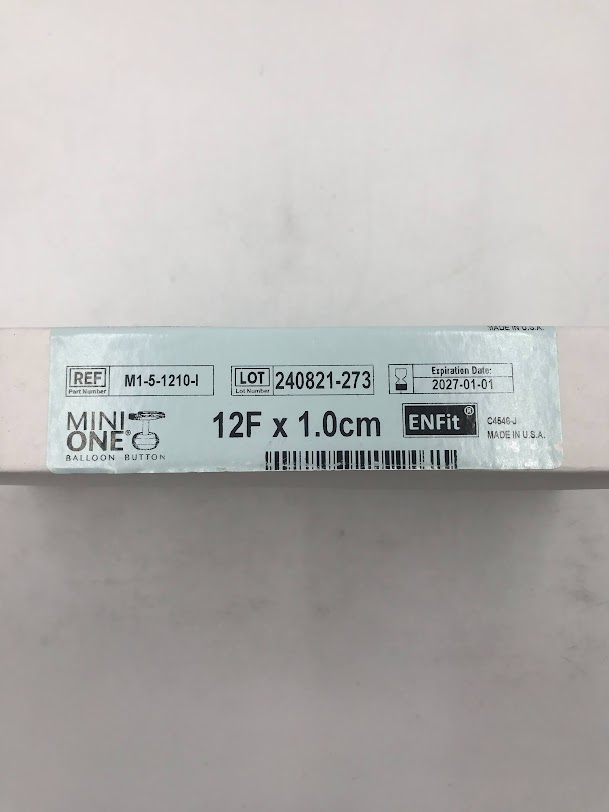 MADE IN U.S.A.
REF
Part Number
M1-5-1210-I
LOT
Lot Number
240821-273
Expiration Date:
2027-01-01
MINI
ONE®
BALLOON BUTTON
12F x 1.0cm
ENFit®
C4546-J
MADE IN U.S.A.